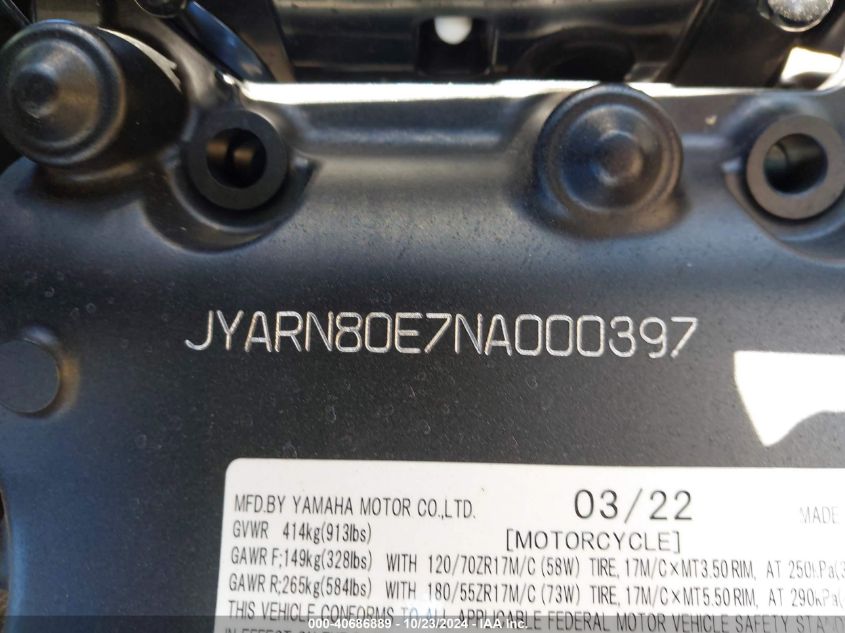 JYARN80E7NA000397
MFD.BY YAMAHA MOTOR CO.,LTD. 03/22 MADE
GVWR 414kg(913lbs) [MOTORCYCLE]
GAWR F;149kg(328lbs) WITH 120/70ZR17M/C (58W) TIRE, 17M/C×MT3.50 RIM, AT 250kPa(3
GAWR R;265kg(584lbs) WITH 180/55ZR17M/C (73W) TIRE, 17M/C×MT5.50 RIM, AT 290kPa(
THIS VEHICLE CONFORMS TO ALL APPLICABLE FEDERAL MOTOR VEHICLE SAFETY STAND
000-40686889 - 10/23/2024 - IAA Inc.